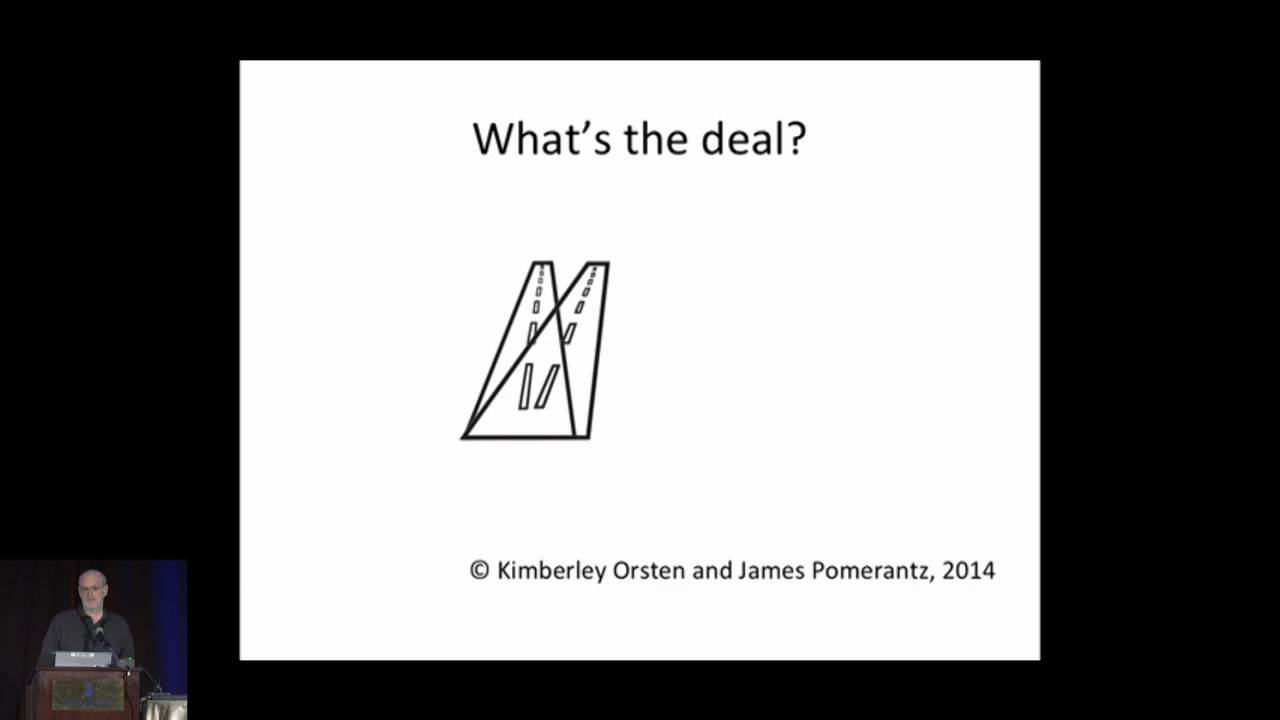 What's the deal?
© Kimberley Orsten and James Pomerantz, 2014